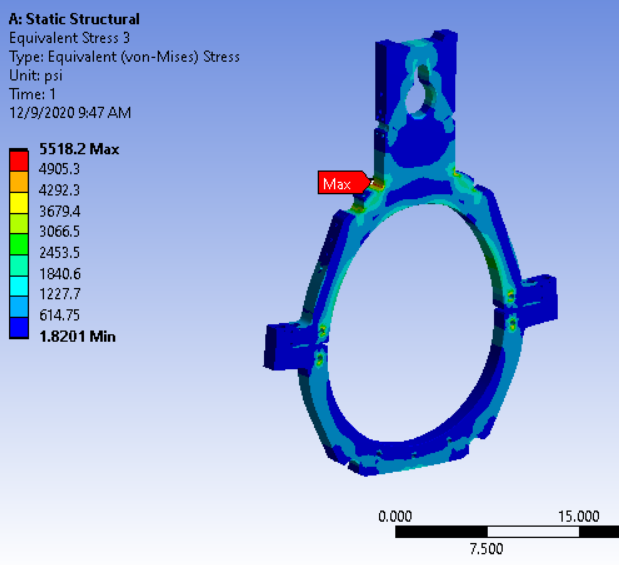 A: Static Structural
Equivalent Stress 3
Type: Equivalent (von-Mises) Stress
Unit: psi
Time: 1
12/9/2020 9:47 AM
5518.2 Max
4905.3
4292.3
3679.4
3066.5
2453.5
1840.6
1227.7
614.75
1.8201 Min
Max
0.000
15.000
7.500